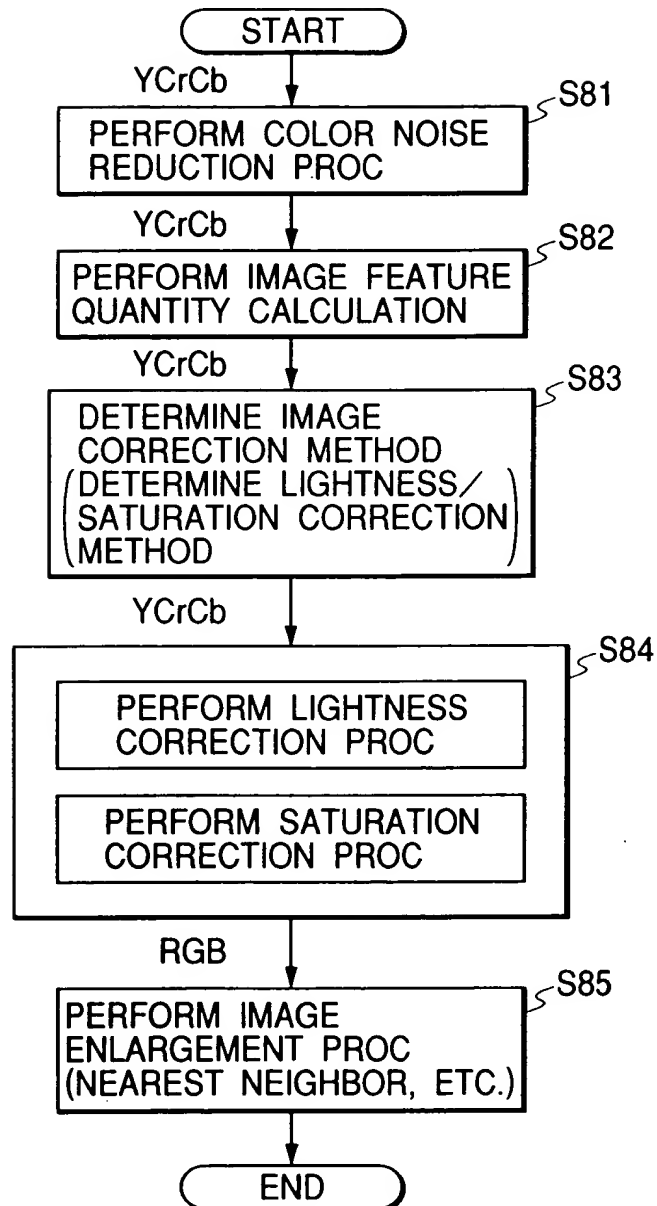 START
YCrCb
S81
PERFORM COLOR NOISE
REDUCTION PROC
YCrCb
S82
PERFORM IMAGE FEATURE
QUANTITY CALCULATION
YCrCb
S83
DETERMINE IMAGE
CORRECTION METHOD
(DETERMINE LIGHTNESS/
SATURATION CORRECTION
METHOD)
YCrCb
S84
PERFORM LIGHTNESS
CORRECTION PROC
PERFORM SATURATION
CORRECTION PROC
RGB
S85
PERFORM IMAGE
ENLARGEMENT PROC
(NEAREST NEIGHBOR, ETC.)
END